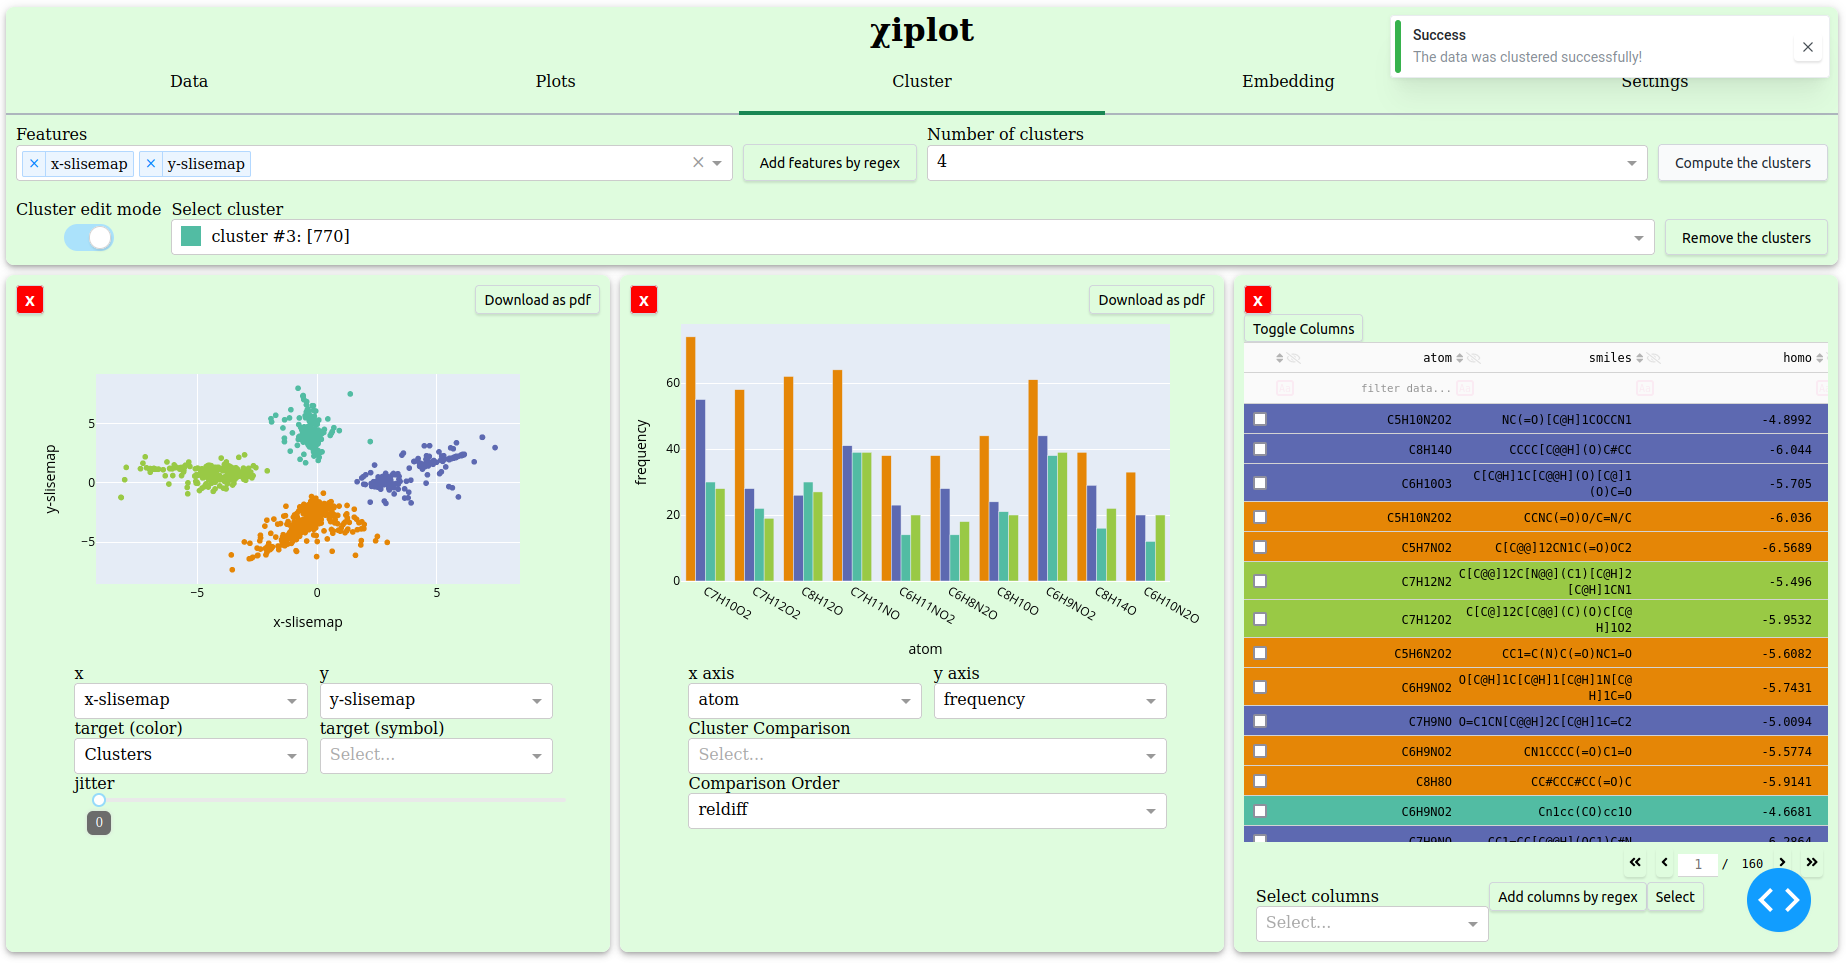 χiplot
Success
The data was clustered successfully!
Data
Plots
Cluster
Embedding
Settings
Features
Number of clusters
× x-slisemap × y-slisemap
Add features by regex
4
Compute the clusters
Cluster edit mode
Select cluster
cluster #3: [770]
Remove the clusters
X
Download as pdf
y-slisemap
5
0
−5
−5
0
5
x-slisemap
x
y
x-slisemap
y-slisemap
target (color)
target (symbol)
Clusters
Select...
jitter
0
X
Download as pdf
frequency
60
40
20
0
C7H10O2
C7H12O2
C8H12O
C7H11NO
C6H11NO2
C6H8N2O
C8H10O
C6H9NO2
C8H14O
C6H10N2O
atom
x axis
y axis
atom
frequency
Cluster Comparison
Select...
Comparison Order
reldiff
X
Toggle Columns
atom smiles homo
filter data...
Aa Aa Aa
C5H10N2O2 NC(=O)[C@H]1COCCN1 -4.8992
C8H14O CCCC[C@@H](O)C#CC -6.044
C6H10O3 C[C@H]1C[C@@H](O)[C@]1
(O)C=O -5.705
C5H10N2O2 CCNC(=O)O/C=N/C -6.036
C5H7NO2 C[C@@]12CN1C(=O)OC2 -6.5689
C7H12N2 C[C@@]12C[N@@](C1)[C@H]2
[C@H]1CN1 -5.496
C7H12O2 C[C@]12C[C@@](C)(O)C[C@
H]1O2 -5.9532
C5H6N2O2 CC1=C(N)C(=O)NC1=O -5.6082
C6H9NO2 O[C@H]1C[C@H]1[C@H]1N[C@
H]1C=O -5.7431
C7H9NO O=C1CN[C@@H]2C[C@H]1C=C2 -5.0094
C6H9NO2 CN1CCCC(=O)C1=O -5.5774
C8H8O CC#CCC#CC(=O)C -5.9141
C6H9NO2 Cn1cc(CO)cc1O -4.6681
1 / 160
Select columns
Add columns by regex
Select
Select...